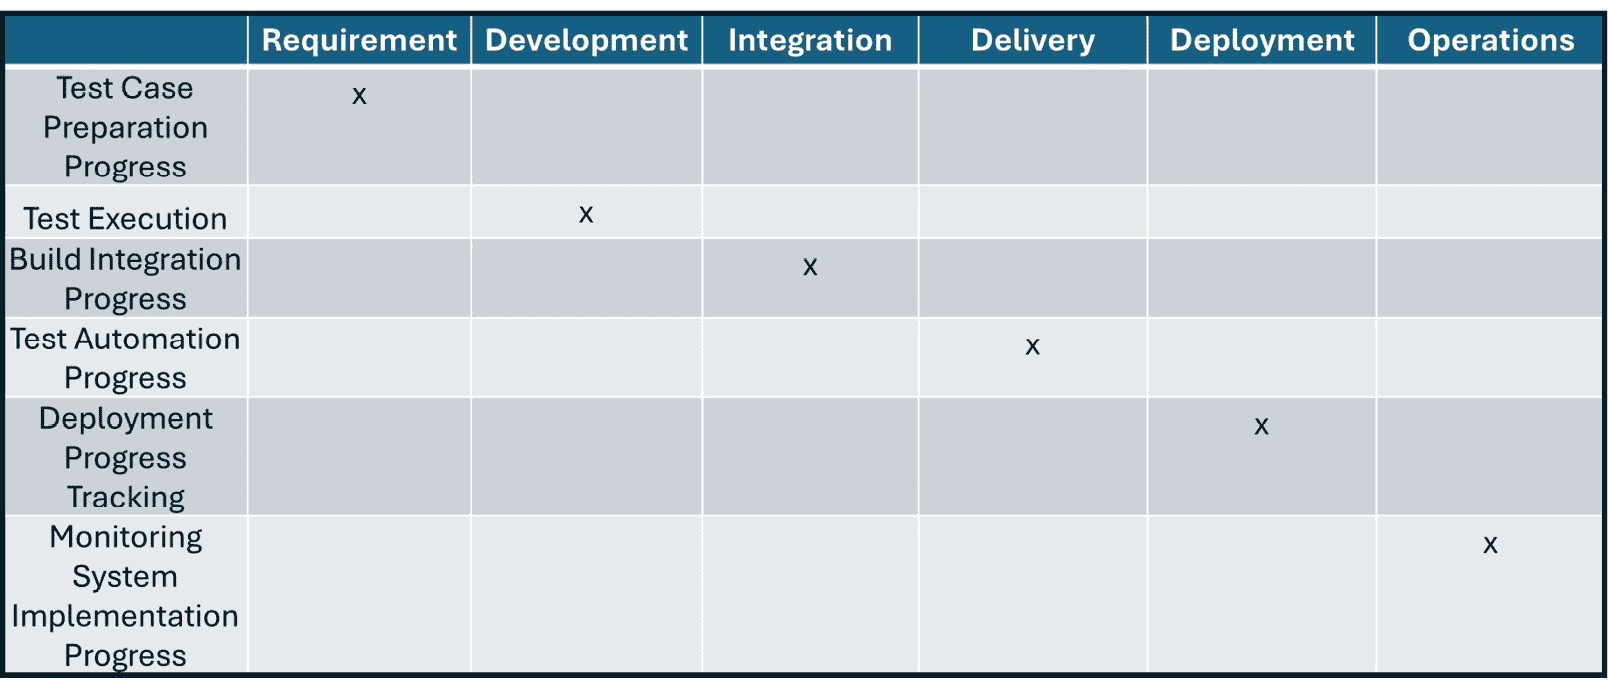 Requirement Development Integration Delivery Deployment Operations
Test Case
Preparation
Progress
x
Test Execution
x
Build Integration
Progress
x
Test Automation
Progress
x
Deployment
Progress
Tracking
x
Monitoring
System
Implementation
Progress
x